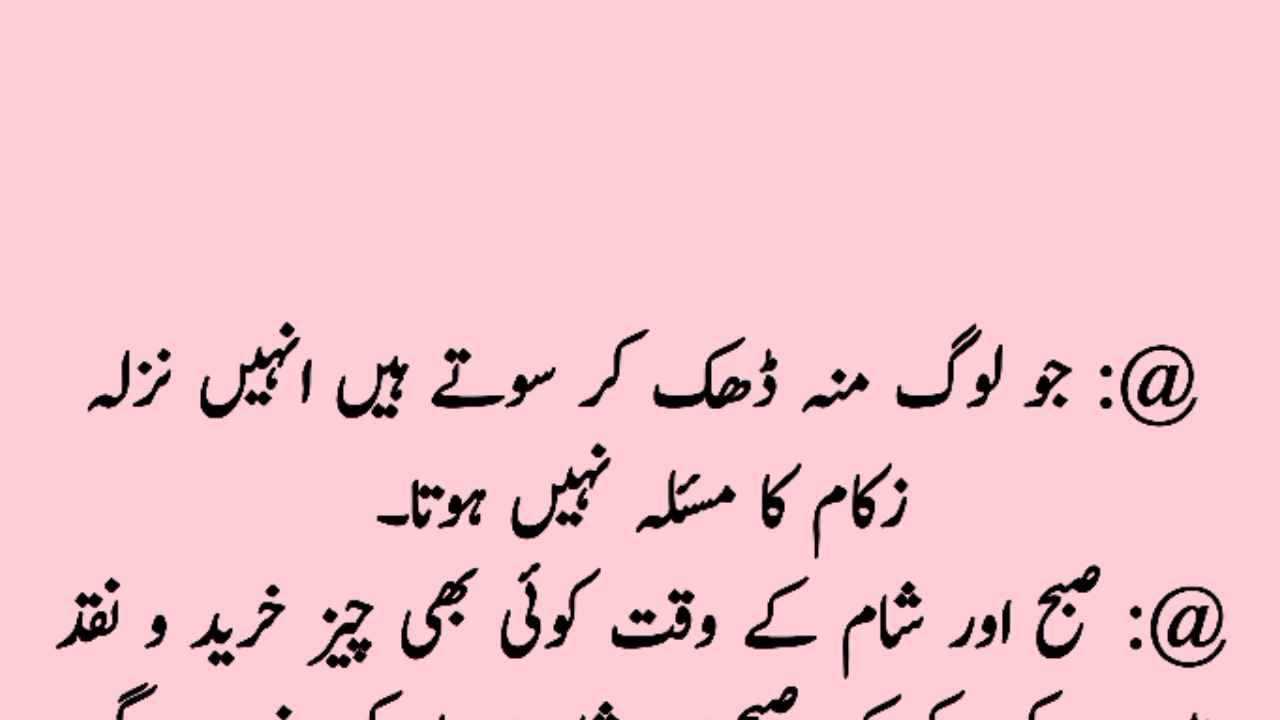 @: جو لوگ منہ ڈھک کر سوتے ہیں انہیں نزلہ
زکام کا مسئلہ نہیں ہوتا۔
@: صبح اور شام کے وقت کوئی بھی چیز خرید و نقد